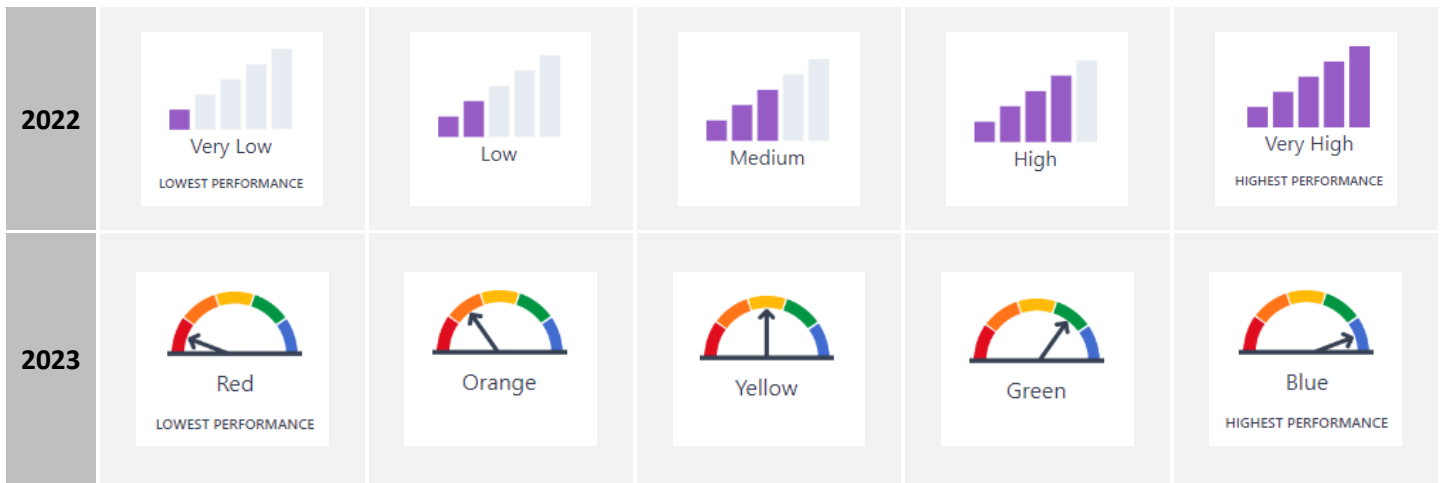 2022
Very Low
LOWEST PERFORMANCE
Low
Medium
High
Very High
HIGHEST PERFORMANCE
2023
Red
LOWEST PERFORMANCE
Orange
Yellow
Green
Blue
HIGHEST PERFORMANCE